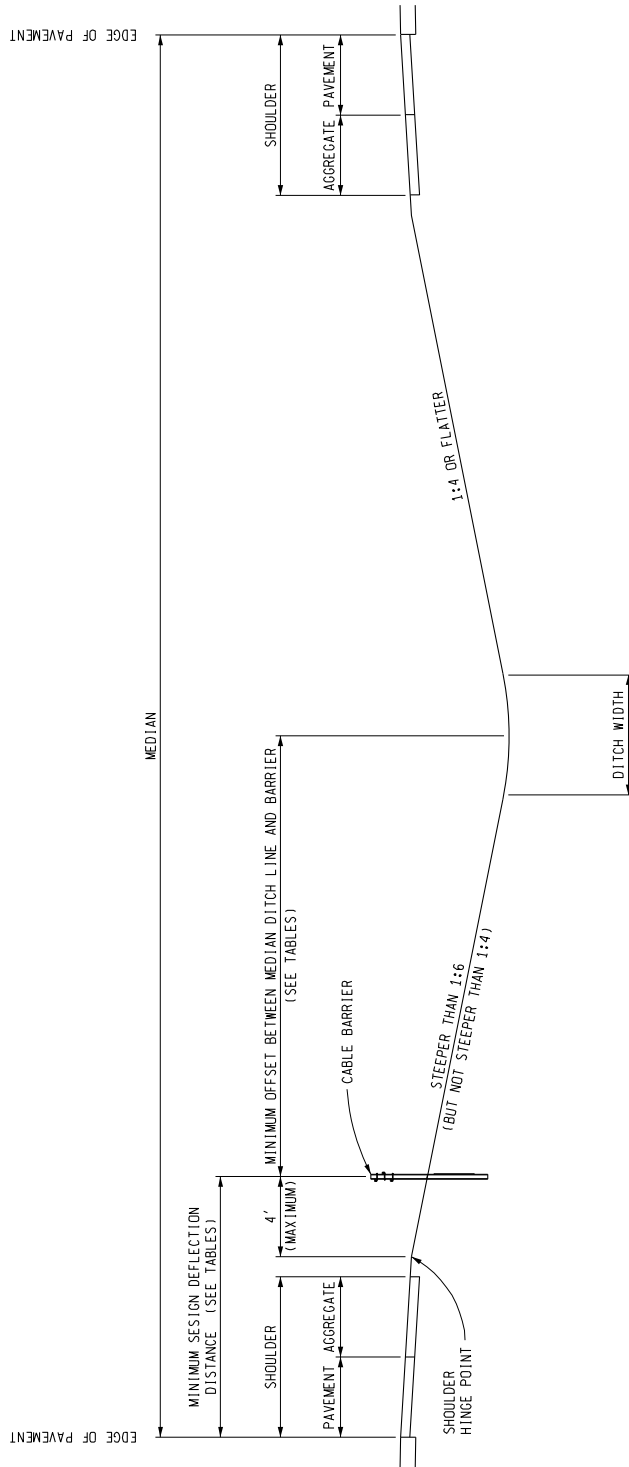 EDGE OF PAVEMENT
EDGE OF PAVEMENT
MEDIAN
MINIMUM SESIGN DEFLECTION
DISTANCE (SEE TABLES)
MINIMUM OFFSET BETWEEN MEDIAN DITCH LINE AND BARRIER
(SEE TABLES)
SHOULDER
4'
(MAXIMUM)
SHOULDER
PAVEMENT
AGGREGATE
CABLE BARRIER
AGGREGATE
PAVEMENT
SHOULDER
HINGE POINT
STEEPER THAN 1:6
(BUT NOT STEEPER THAN 1:4)
1:4 OR FLATTER
DITCH WIDTH